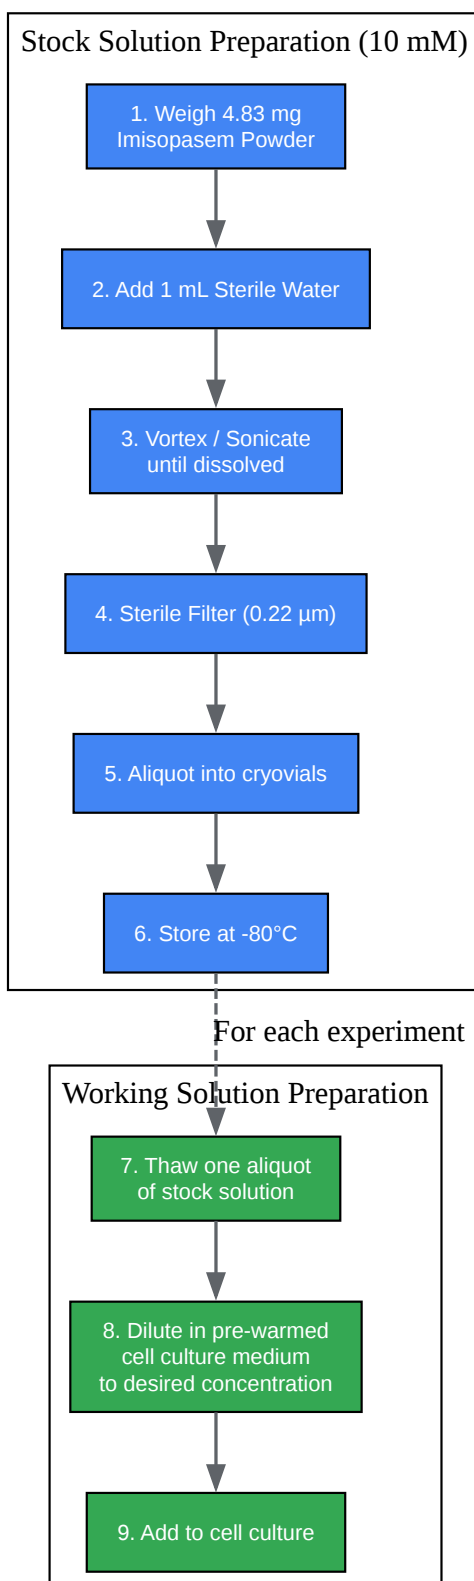 Stock Solution Preparation (10 mM)
1. Weigh 4.83 mg
Imisopasem Powder
2. Add 1 mL Sterile Water
3. Vortex / Sonicate
until dissolved
4. Sterile Filter (0.22 µm)
5. Aliquot into cryovials
6. Store at -80°C
For each experiment
Working Solution Preparation
7. Thaw one aliquot
of stock solution
8. Dilute in pre-warmed
cell culture medium
to desired concentration
9. Add to cell culture